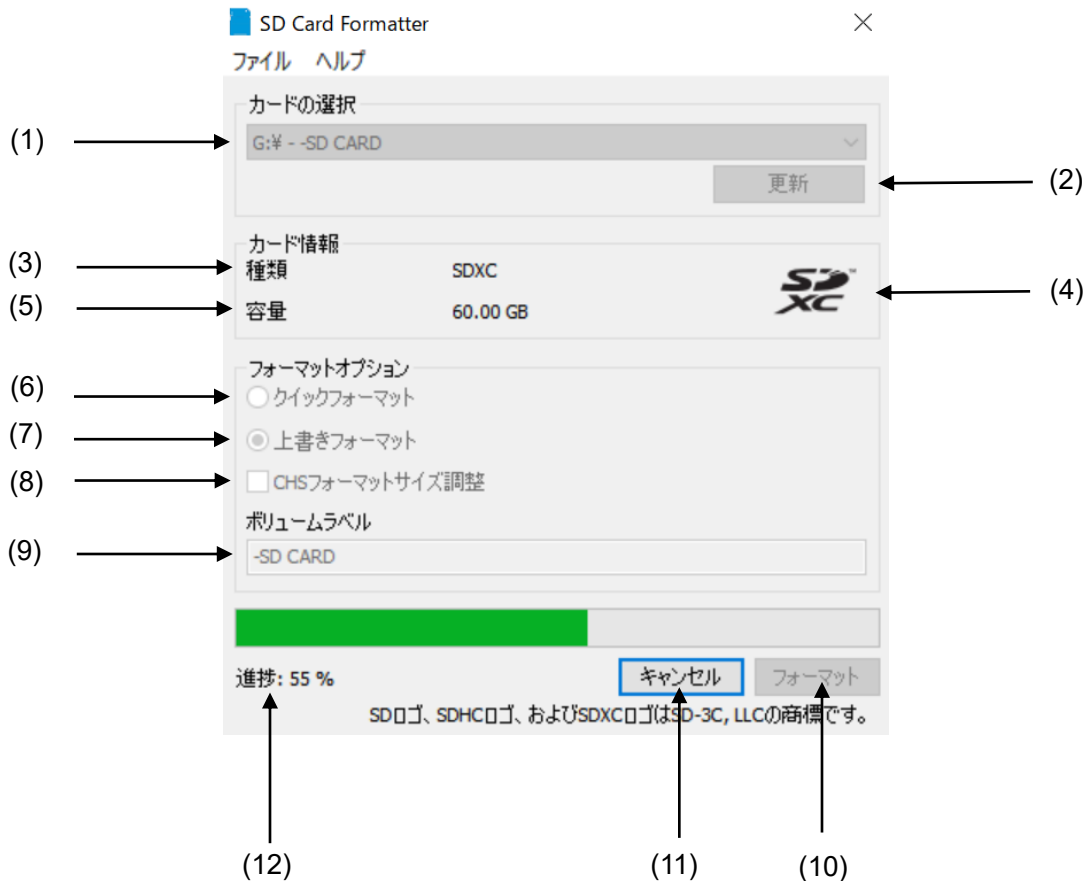 SD Card Formatter
ファイル ヘルプ
カードの選択
(1)
G:¥ - -SD CARD
更新
(2)
カード情報
(3)
種類 SDXC
SD XC™
(4)
(5)
容量 60.00 GB
フォーマットオプション
(6)
クイックフォーマット
(7)
上書きフォーマット
(8)
CHSフォーマットサイズ調整
ボリュームラベル
(9)
-SD CARD
進捗: 55 %
キャンセル
フォーマット
SDロゴ、SDHCロゴ、およびSDXCロゴはSD-3C, LLCの商標です。
(12)
(11)
(10)